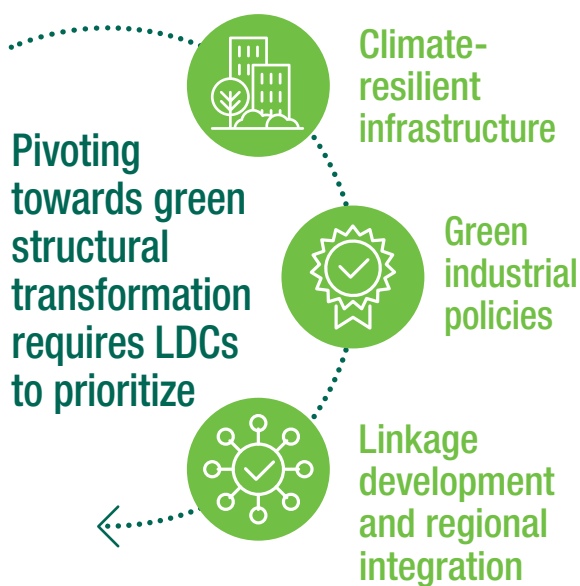 Pivoting
towards green
structural
transformation
requires LDCs
to prioritize
Climate-
resilient
infrastructure
Green
industrial
policies
Linkage
development
and regional
integration